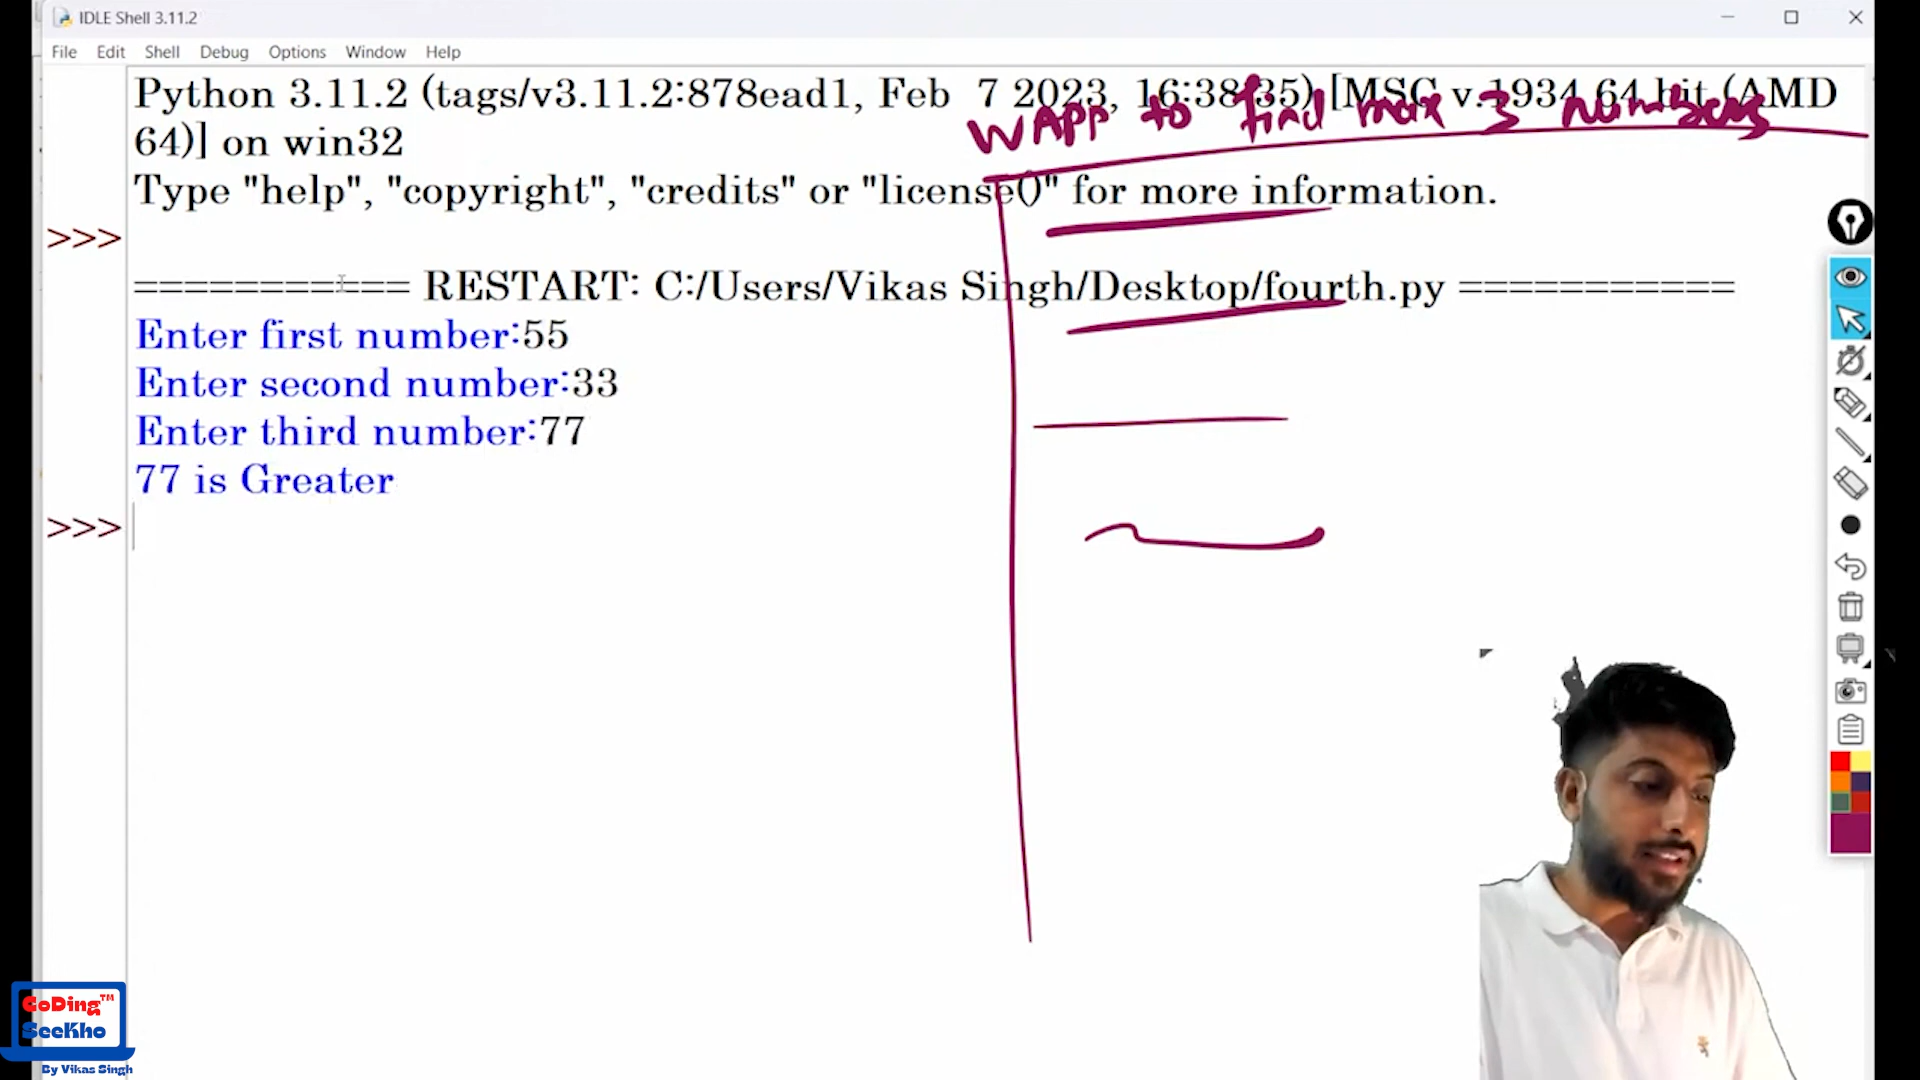 IDLE Shell 3.11.2
File Edit Shell Debug Options Window Help
Python 3.11.2 (tags/v3.11.2:878ead1, Feb  7 2023, 16:38:35) [MSC v.1934 64 bit (AMD
64)] on win32
WAPP to find max 3 numbers
Type "help", "copyright", "credits" or "license()" for more information.
>>>
=========== RESTART: C:/Users/Vikas Singh/Desktop/fourth.py ===========
Enter first number:55
Enter second number:33
Enter third number:77
77 is Greater
>>>
CoDing™
SeeKho
By Vikas Singh